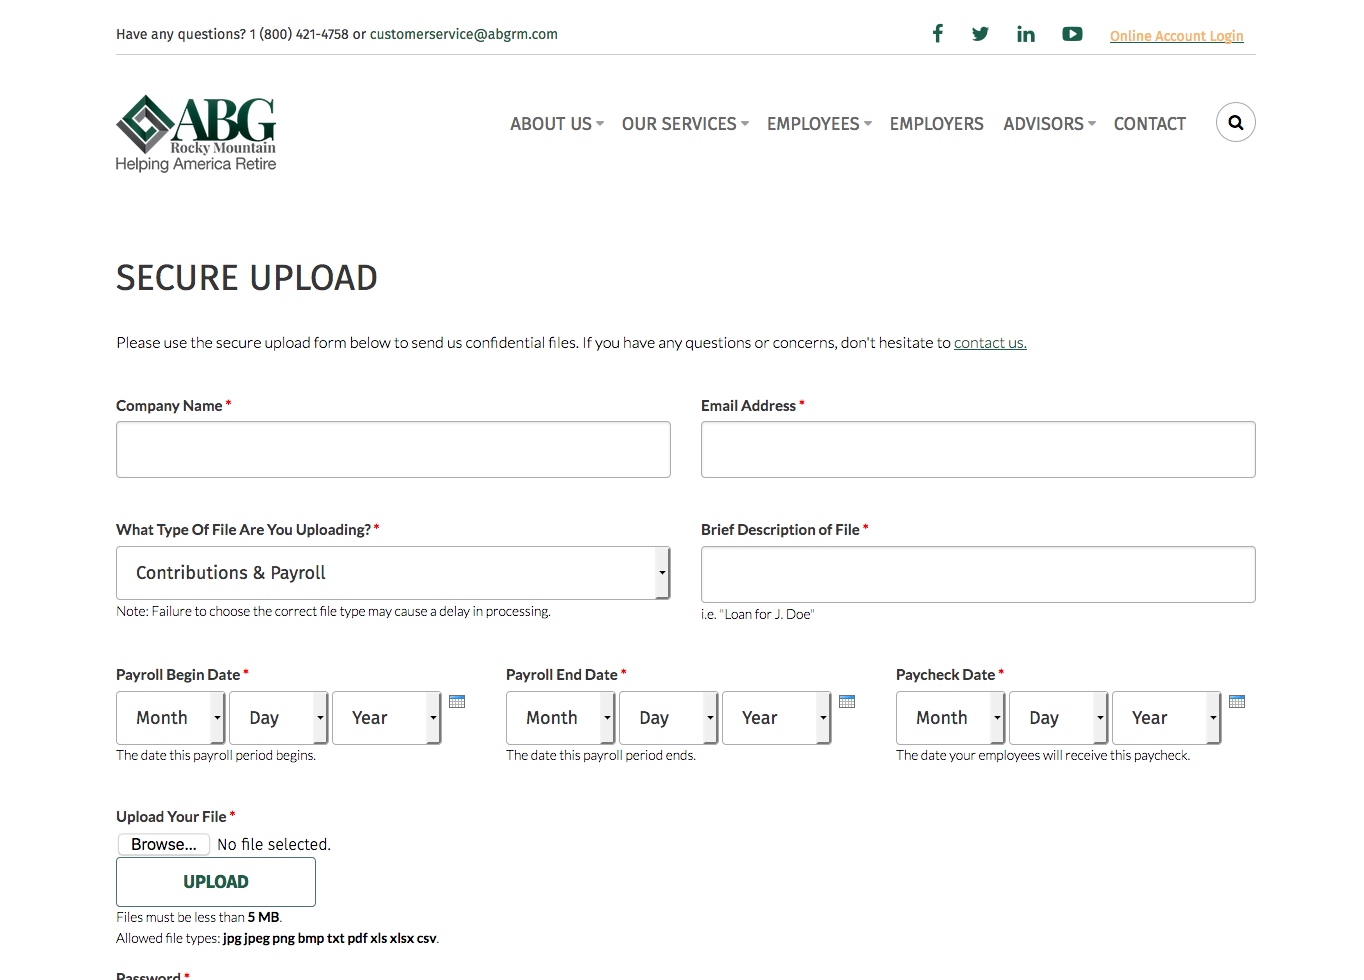 Have any questions? 1 (800) 421-4758 or customerservice@abgrm.com
Online Account Login
ABG
Rocky Mountain
Helping America Retire
ABOUT US
OUR SERVICES
EMPLOYEES
EMPLOYERS
ADVISORS
CONTACT
SECURE UPLOAD
Please use the secure upload form below to send us confidential files. If you have any questions or concerns, don't hesitate to contact us.
Company Name *
Email Address *
What Type Of File Are You Uploading? *
Brief Description of File *
Contributions & Payroll
Note: Failure to choose the correct file type may cause a delay in processing.
i.e. "Loan for J. Doe"
Payroll Begin Date *
Payroll End Date *
Paycheck Date *
Month Day Year
Month Day Year
Month Day Year
The date this payroll period begins.
The date this payroll period ends.
The date your employees will receive this paycheck.
Upload Your File *
Browse... No file selected.
UPLOAD
Files must be less than 5 MB.
Allowed file types: jpg jpeg png bmp txt pdf xls xlsx csv.
Password *